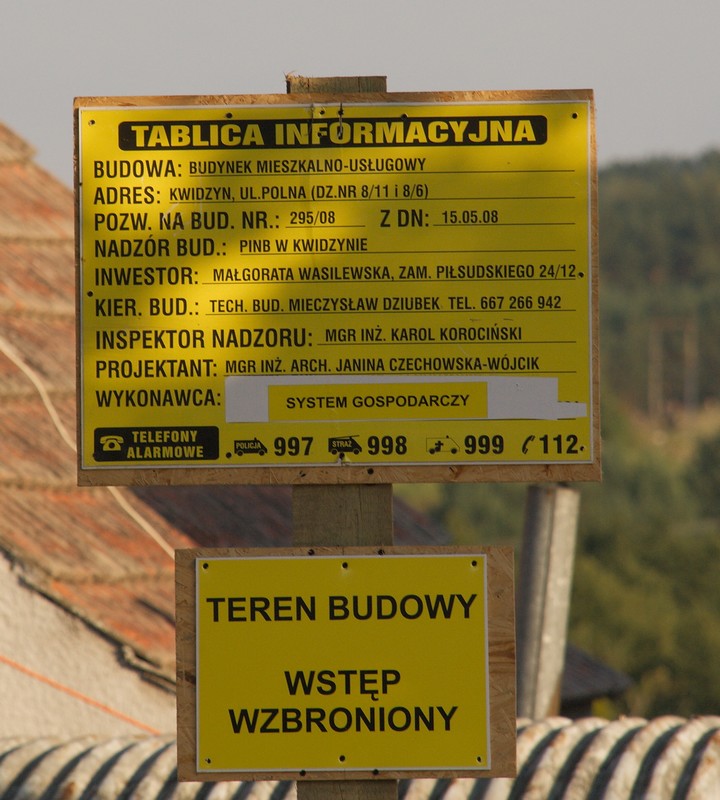 TABLICA INFORMACYJNA
BUDOWA: BUDYNEK MIESZKALNO-USŁUGOWY
ADRES: KWIDZYN, UL.POLNA (DZ.NR 8/11 i 8/6)
POZW. NA BUD. NR.: 295/08 Z DN: 15.05.08
NADZÓR BUD.: PINB W KWIDZYNIE
INWESTOR: MAŁGORATA WASILEWSKA, ZAM. PIŁSUDSKIEGO 24/12
KIER. BUD.: TECH. BUD. MIECZYSŁAW DZIUBEK TEL. 667 266 942
INSPEKTOR NADZORU: MGR INŻ. KAROL KOROCIŃSKI
PROJEKTANT: MGR INŻ. ARCH. JANINA CZECHOWSKA-WÓJCIK
WYKONAWCA: SYSTEM GOSPODARCZY
TELEFONY ALARMOWE POLICJA 997 STRAŻ 998 999 112
TEREN BUDOWY
WSTĘP
WZBRONIONY